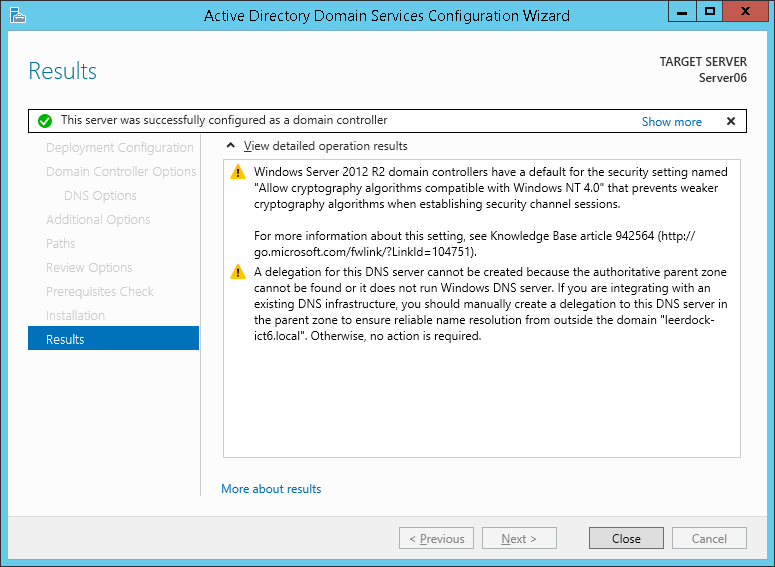 Active Directory Domain Services Configuration Wizard
Results
TARGET SERVER
Server06
This server was successfully configured as a domain controller
Show more
Deployment Configuration
Domain Controller Options
DNS Options
Additional Options
Paths
Review Options
Prerequisites Check
Installation
Results
View detailed operation results
Windows Server 2012 R2 domain controllers have a default for the security setting named
"Allow cryptography algorithms compatible with Windows NT 4.0" that prevents weaker
cryptography algorithms when establishing security channel sessions.
For more information about this setting, see Knowledge Base article 942564 (http://
go.microsoft.com/fwlink/?LinkId=104751).
A delegation for this DNS server cannot be created because the authoritative parent zone
cannot be found or it does not run Windows DNS server. If you are integrating with an
existing DNS infrastructure, you should manually create a delegation to this DNS server in
the parent zone to ensure reliable name resolution from outside the domain "leerdock-
ict6.local". Otherwise, no action is required.
More about results
< Previous
Next >
Close
Cancel